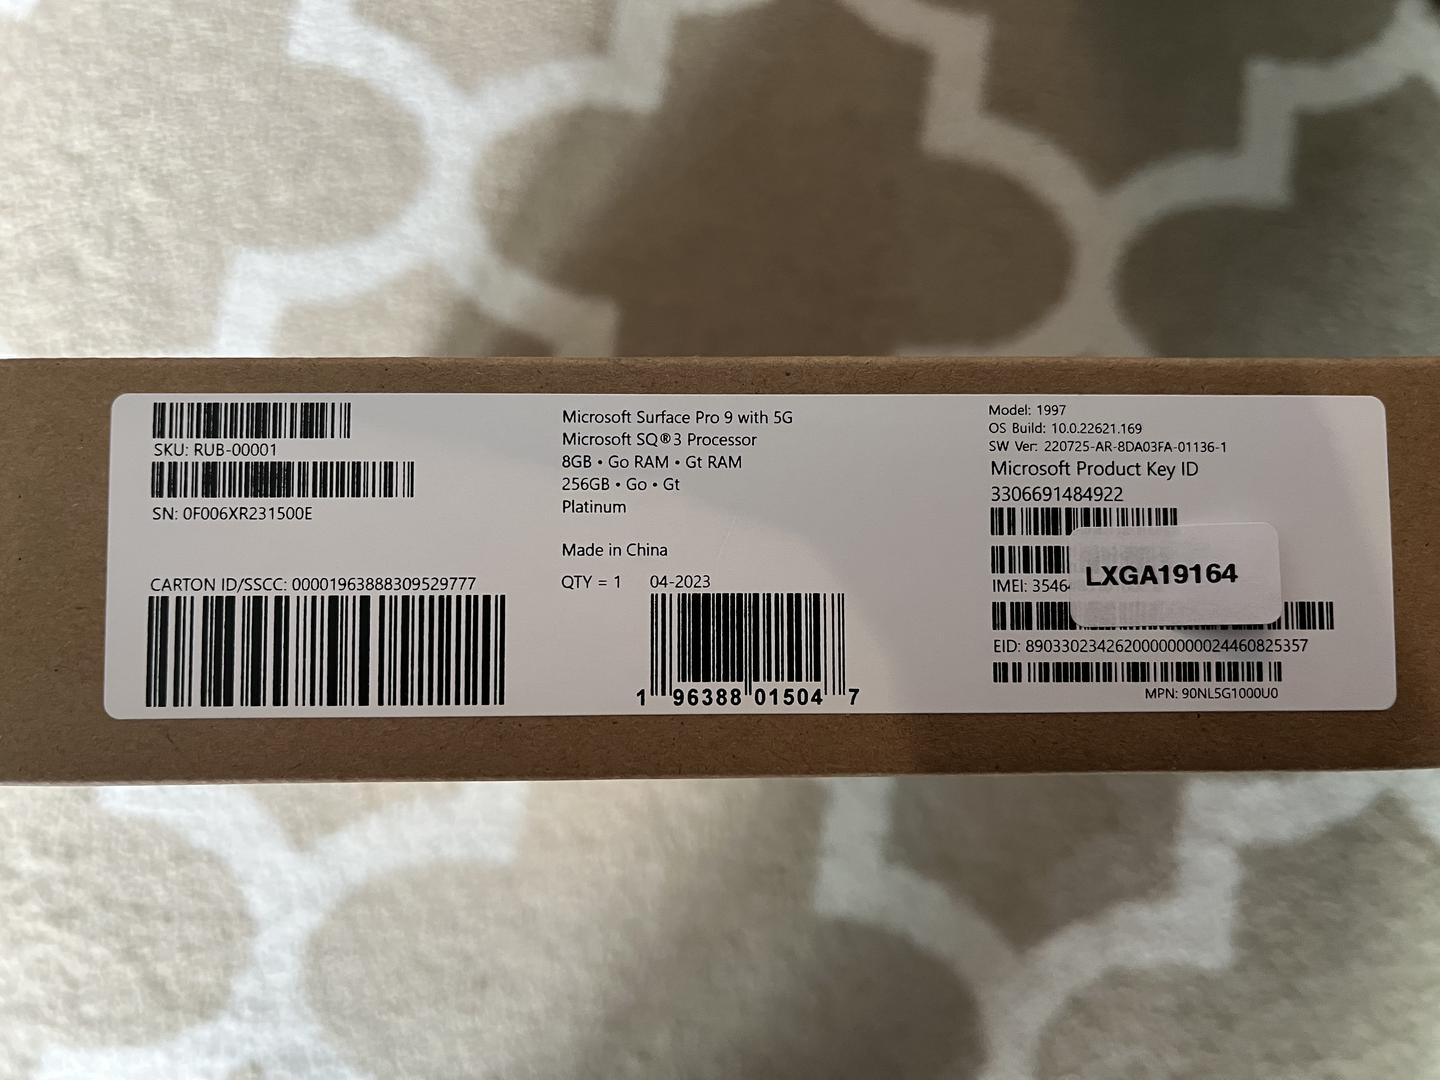 SKU: RUB-00001
SN: 0F006XR231500E
CARTON ID/SSCC: 00001963888309529777
Microsoft Surface Pro 9 with 5G
Microsoft SQ®3 Processor
8GB • Go RAM • Gt RAM
256GB • Go • Gt
Platinum
Made in China
QTY = 1 04-2023
1 96388 01504 7
Model: 1997
OS Build: 10.0.22621.169
SW Ver: 220725-AR-8DA03FA-01136-1
Microsoft Product Key ID
3306691484922
IMEI: 3546
LXGA19164
EID: 89033023426200000000024460825357
MPN: 90NL5G1000U0